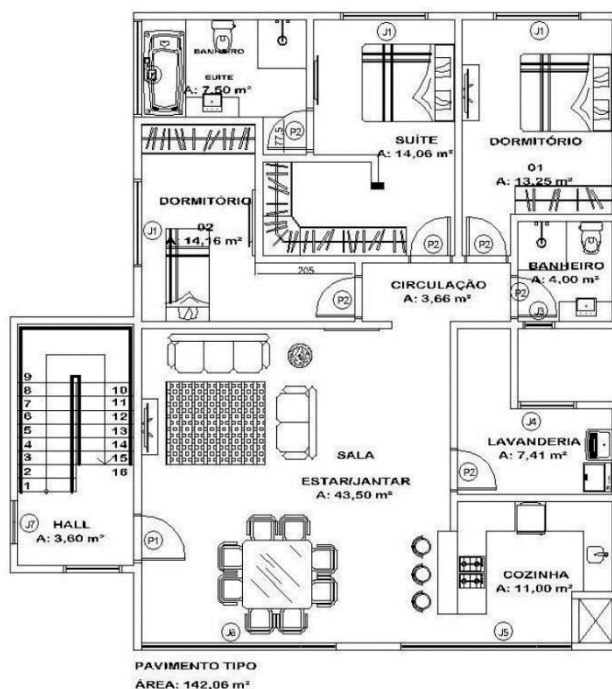 J1
J1
BANHEIRO
SUÍTE
A: 7,50 m²
P2
77,5
SUÍTE
A: 14,06 m²
DORMITÓRIO
01
A: 13,25 m²
DORMITÓRIO
02
A: 14,16 m²
J1
P2
P2
BANHEIRO
A: 4,00 m²
205
P2
CIRCULAÇÃO
A: 3,66 m²
P2
J3
9
8
7
6
5
4
3
2
1
10
11
12
13
14
15
16
J4
LAVANDERIA
A: 7,41 m²
P2
SALA
ESTAR/JANTAR
A: 43,50 m²
J7
HALL
A: 3,60 m²
P1
COZINHA
A: 11,00 m²
J6
J5
PAVIMENTO TIPO
ÁREA: 142,06 m²